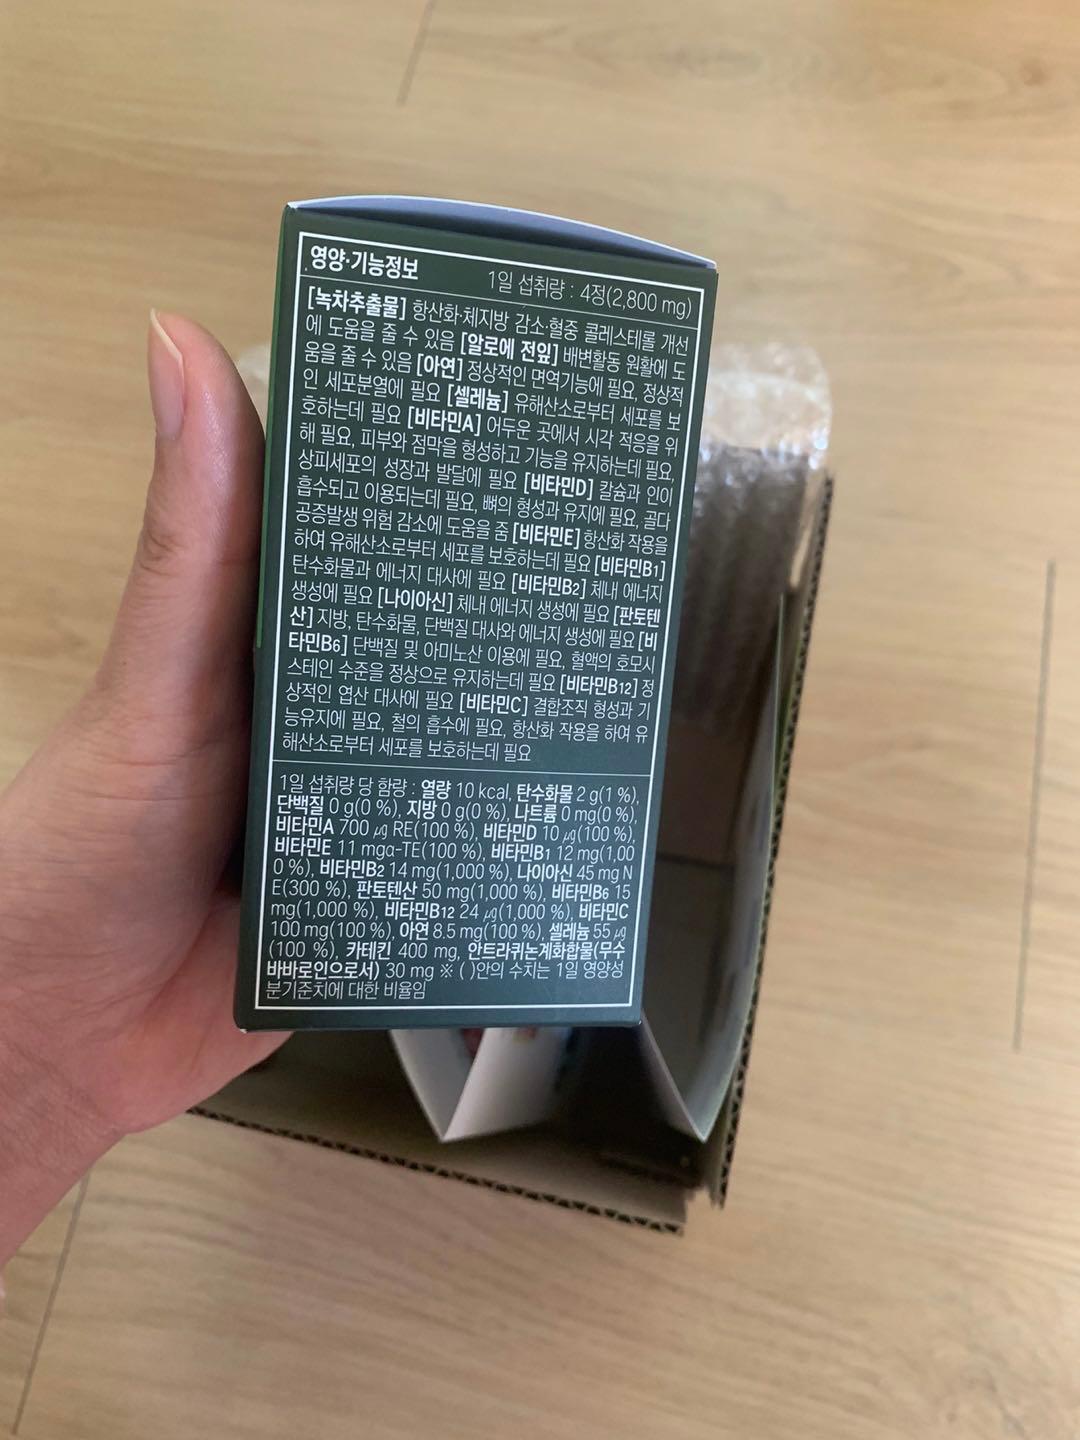 영양·기능정보
1일 섭취량 : 4정(2,800 mg)
[녹차추출물] 항산화·체지방 감소·혈중 콜레스테롤 개선
에 도움을 줄 수 있음 [알로에 전잎] 배변활동 원활에 도
움을 줄 수 있음 [아연] 정상적인 면역기능에 필요, 정상적
인 세포분열에 필요 [셀레늄] 유해산소로부터 세포를 보
호하는데 필요 [비타민A] 어두운 곳에서 시각 적응을 위
해 필요, 피부와 점막을 형성하고 기능을 유지하는데 필요,
상피세포의 성장과 발달에 필요 [비타민D] 칼슘과 인이
흡수되고 이용되는데 필요, 뼈의 형성과 유지에 필요, 골다
공증발생 위험 감소에 도움을 줌 [비타민E] 항산화 작용을
하여 유해산소로부터 세포를 보호하는데 필요 [비타민B1]
탄수화물과 에너지 대사에 필요 [비타민B2] 체내 에너지
생성에 필요 [나이아신] 체내 에너지 생성에 필요 [판토텐
산] 지방, 탄수화물, 단백질 대사와 에너지 생성에 필요 [비
타민B6] 단백질 및 아미노산 이용에 필요, 혈액의 호모시
스테인 수준을 정상으로 유지하는데 필요 [비타민B12] 정
상적인 엽산 대사에 필요 [비타민C] 결합조직 형성과 기
능유지에 필요, 철의 흡수에 필요, 항산화 작용을 하여 유
해산소로부터 세포를 보호하는데 필요
1일 섭취량 당 함량 : 열량 10 kcal, 탄수화물 2 g(1 %),
단백질 0 g(0 %), 지방 0 g(0 %), 나트륨 0 mg(0 %),
비타민A 700 ㎍ RE(100 %), 비타민D 10 ㎍(100 %),
비타민E 11 mgα-TE(100 %), 비타민B1 12 mg(1,00
0 %), 비타민B2 14 mg(1,000 %), 나이아신 45 mg N
E(300 %), 판토텐산 50 mg(1,000 %), 비타민B6 15
mg(1,000 %), 비타민B12 24 ㎍(1,000 %), 비타민C
100 mg(100 %), 아연 8.5 mg(100 %), 셀레늄 55 ㎍
(100 %), 카테킨 400 mg, 안트라퀴논계화합물(무수
바바로인으로서) 30 mg ※ ( )안의 수치는 1일 영양성
분기준치에 대한 비율임